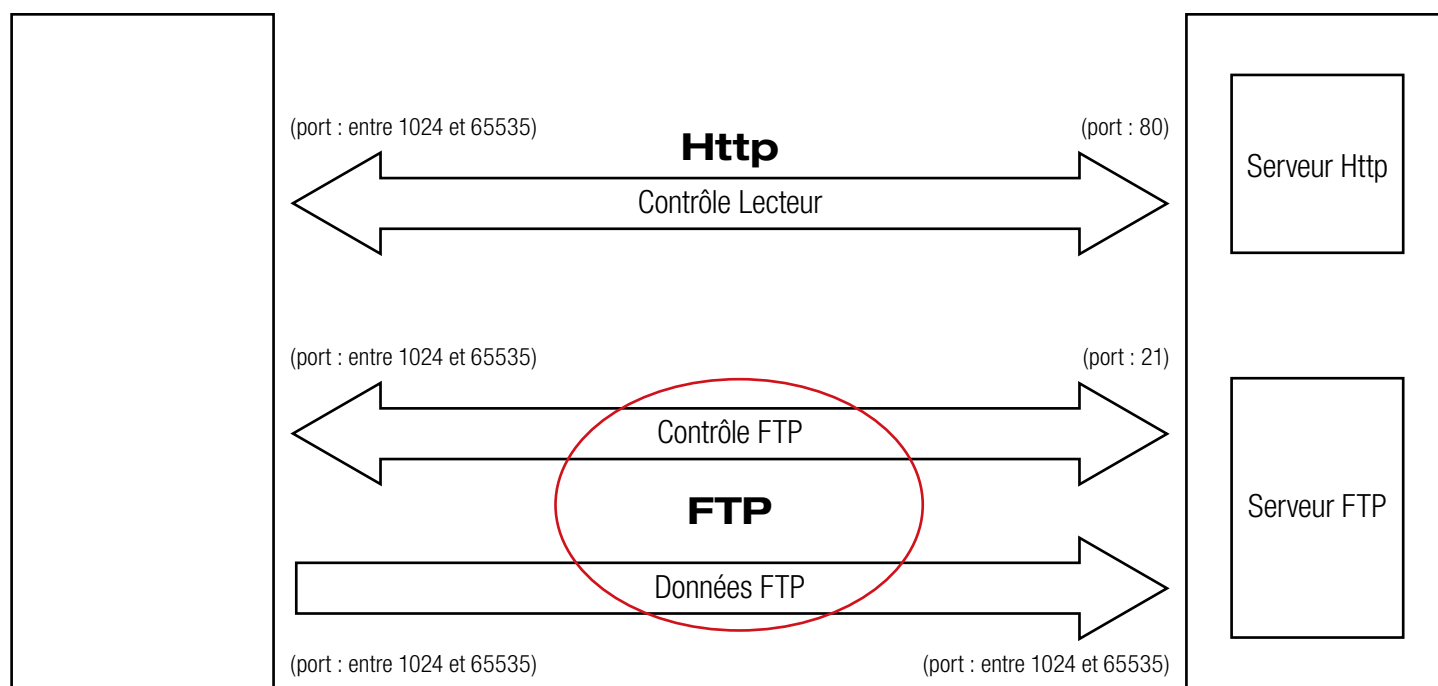 (port : entre 1024 et 65535)
Http
(port : 80)
Contrôle Lecteur
Serveur Http
(port : entre 1024 et 65535)
(port : 21)
Contrôle FTP
FTP
Serveur FTP
Données FTP
(port : entre 1024 et 65535)
(port : entre 1024 et 65535)